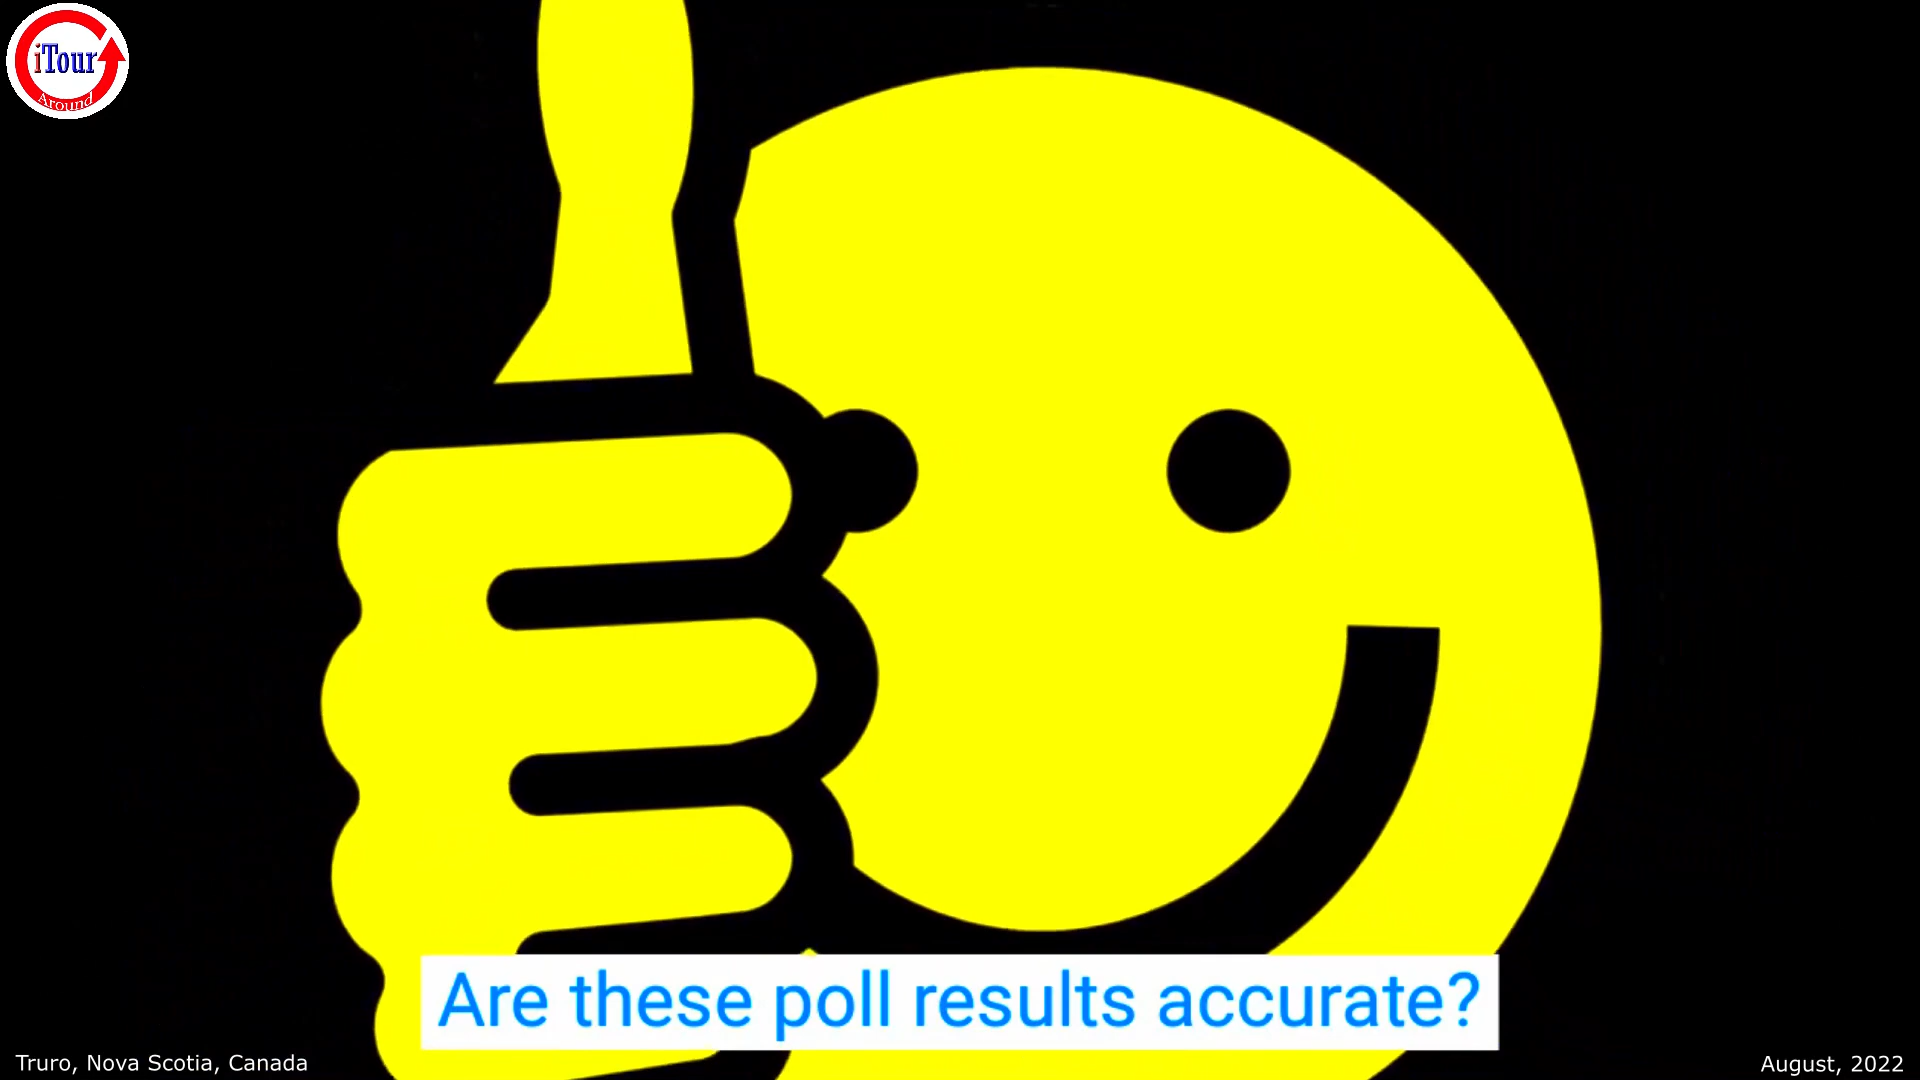 iTour
Around
Are these poll results accurate?
Truro, Nova Scotia, Canada
August, 2022